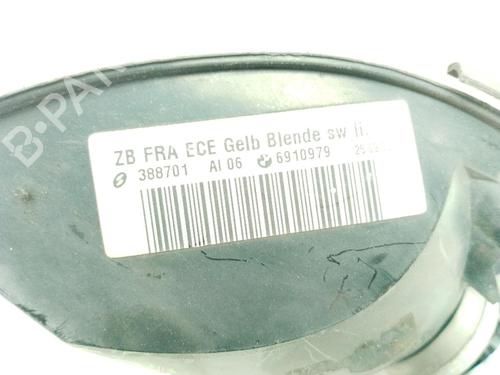 ZB FRA ECE Gelb Blende sw li.
388701 AI 06 6910979